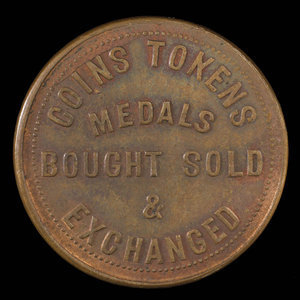 COINS TOKENS
MEDALS
BOUGHT SOLD
&
EXCHANGED